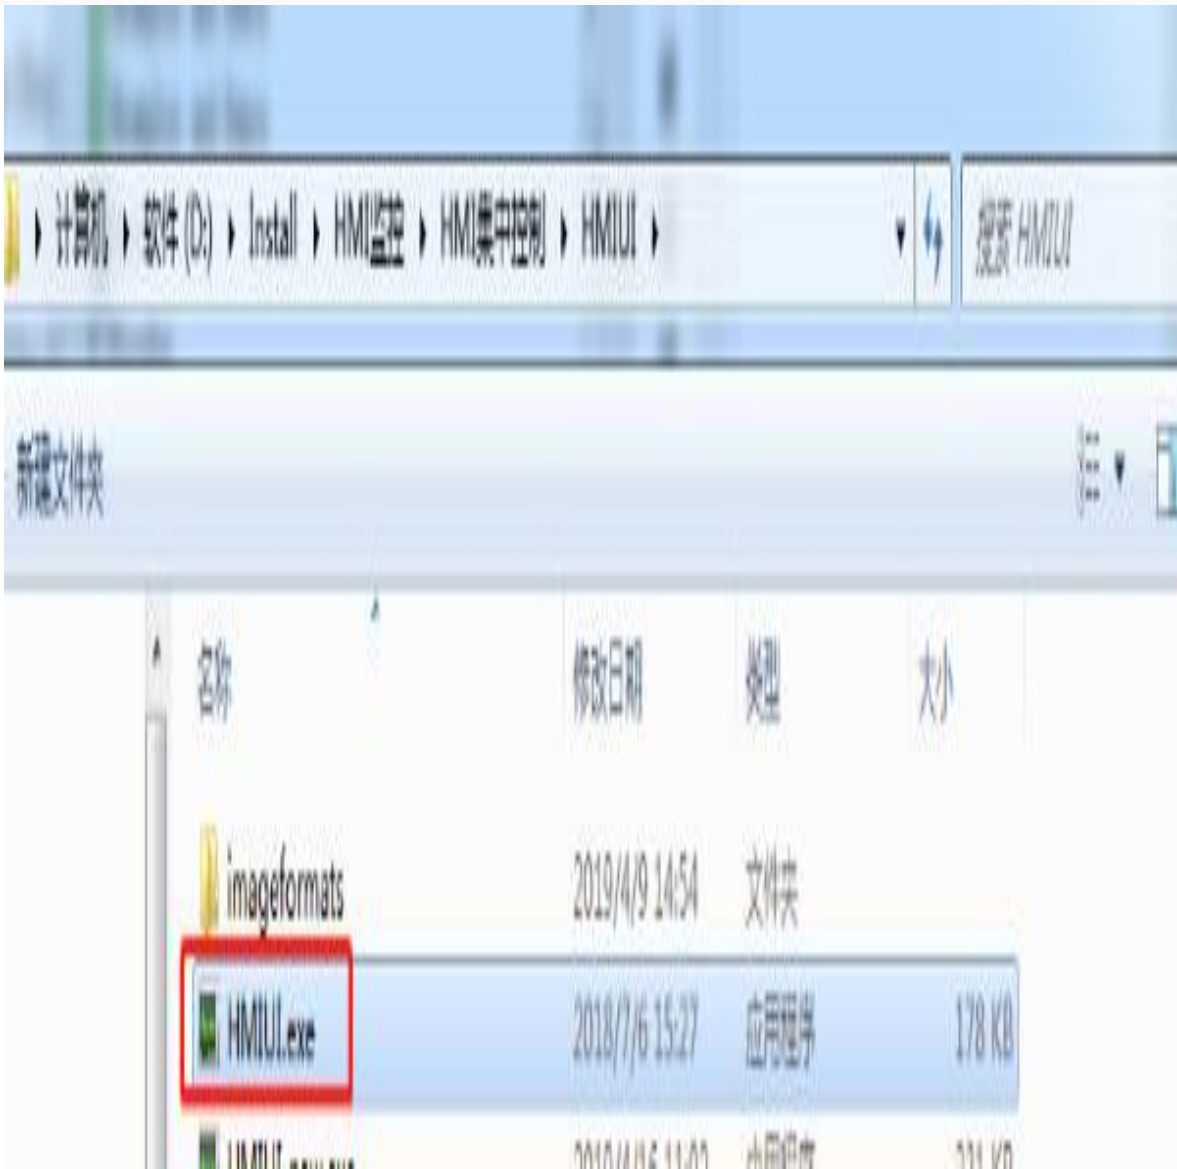 计算机 ▸ 软件 (D:) ▸ Install ▸ HMI监控 ▸ HMI集中控制 ▸ HMIUI ▸
搜索 HMIUI
新建文件夹
名称 修改日期 类型 大小
imageformats 2019/4/9 14:54 文件夹
HMIUI.exe 2018/7/6 15:27 应用程序 178 KB